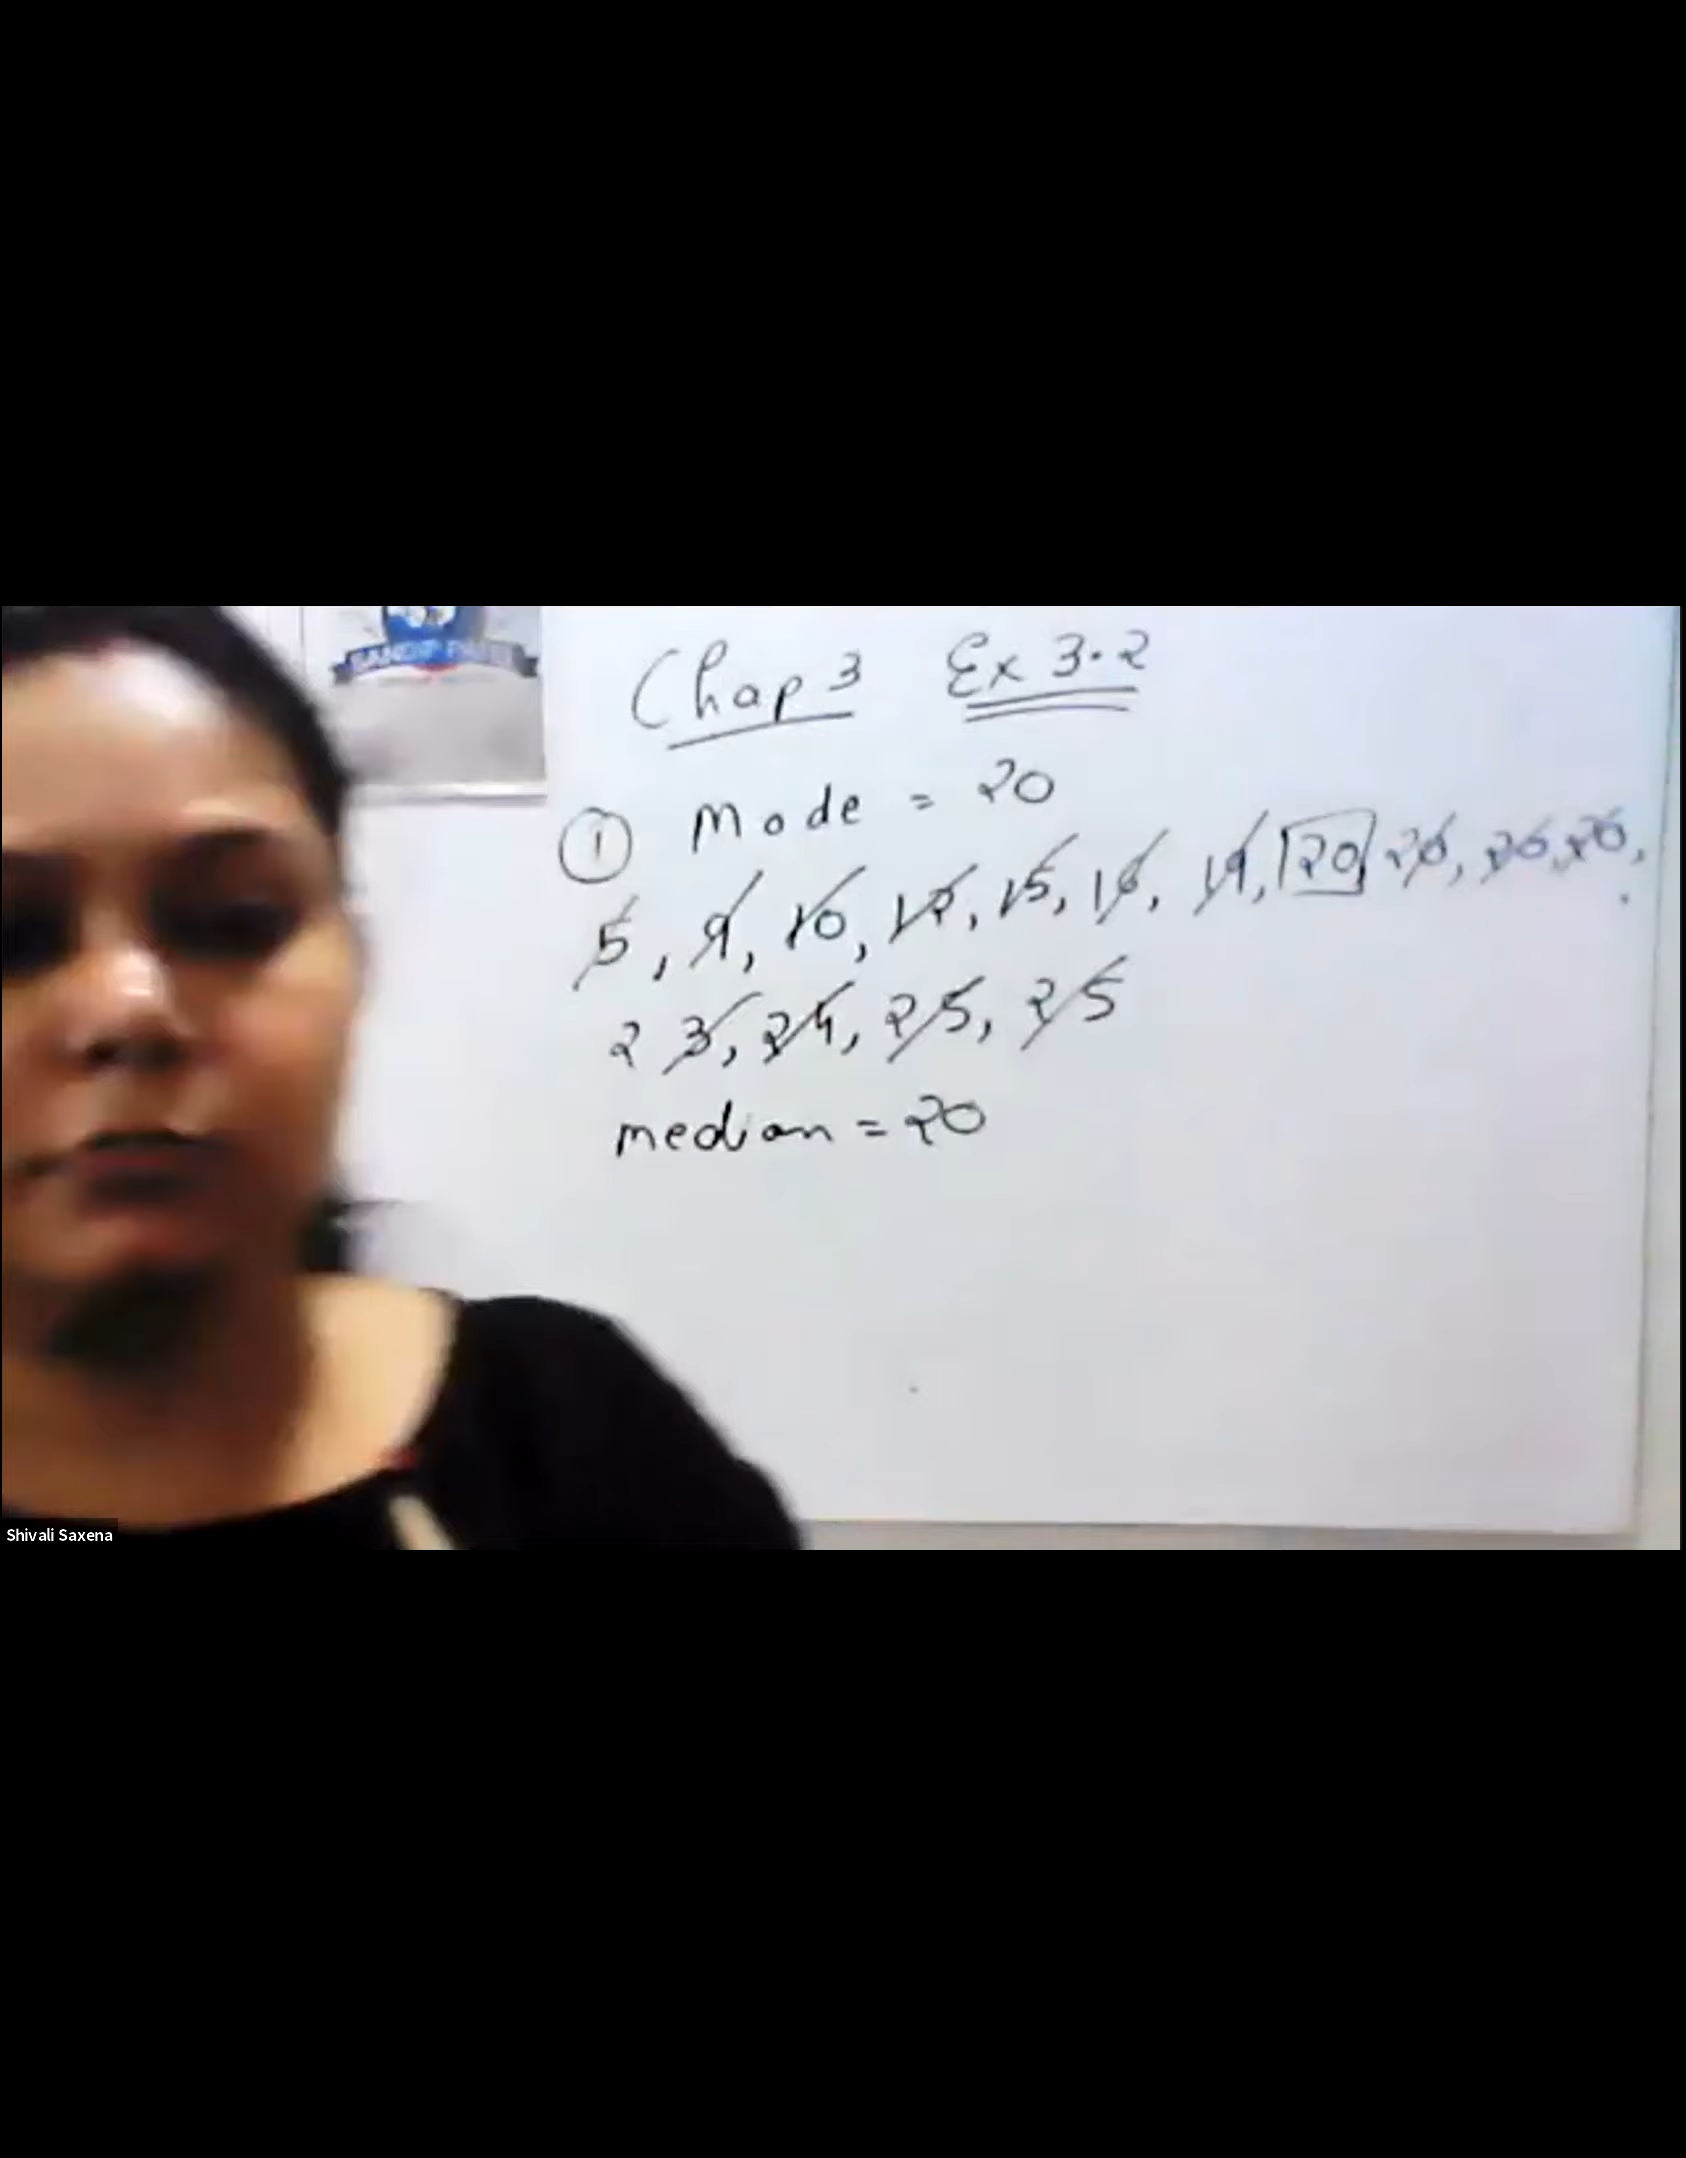 Chap 3 Ex 3.2
① Mode = 20
5, 9, 10, 12, 15, 16, 19, 20 20, 20, 20,
23, 24, 25, 25
median = 20
Shivali Saxena